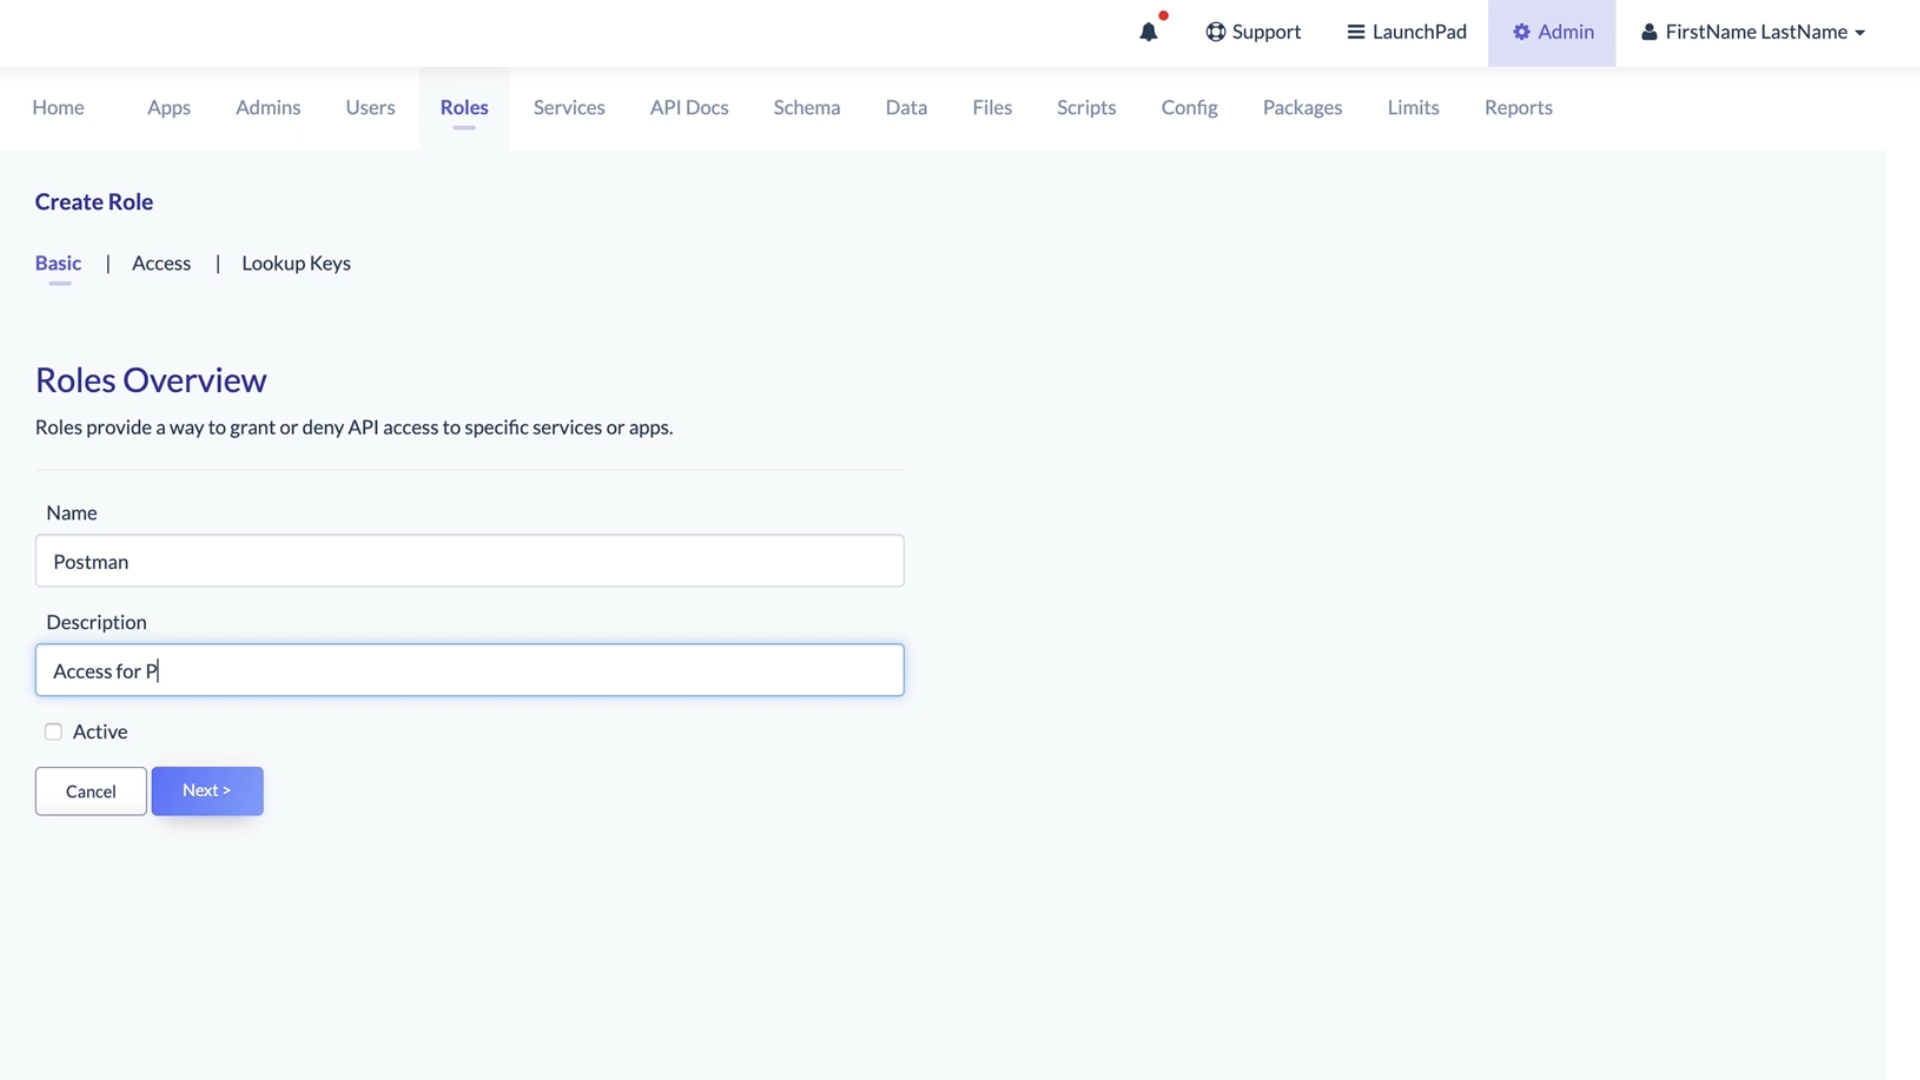 Support LaunchPad Admin FirstName LastName
Home Apps Admins Users Roles Services API Docs Schema Data Files Scripts Config Packages Limits Reports
Create Role
Basic | Access | Lookup Keys
Roles Overview
Roles provide a way to grant or deny API access to specific services or apps.
Name
Postman
Description
Access for P
Active
Cancel Next >